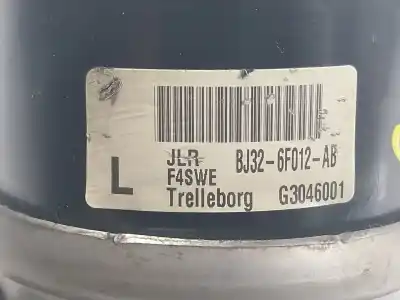 JLR BJ32-6F012-AB
L F4SWE
Trelleborg G3046001